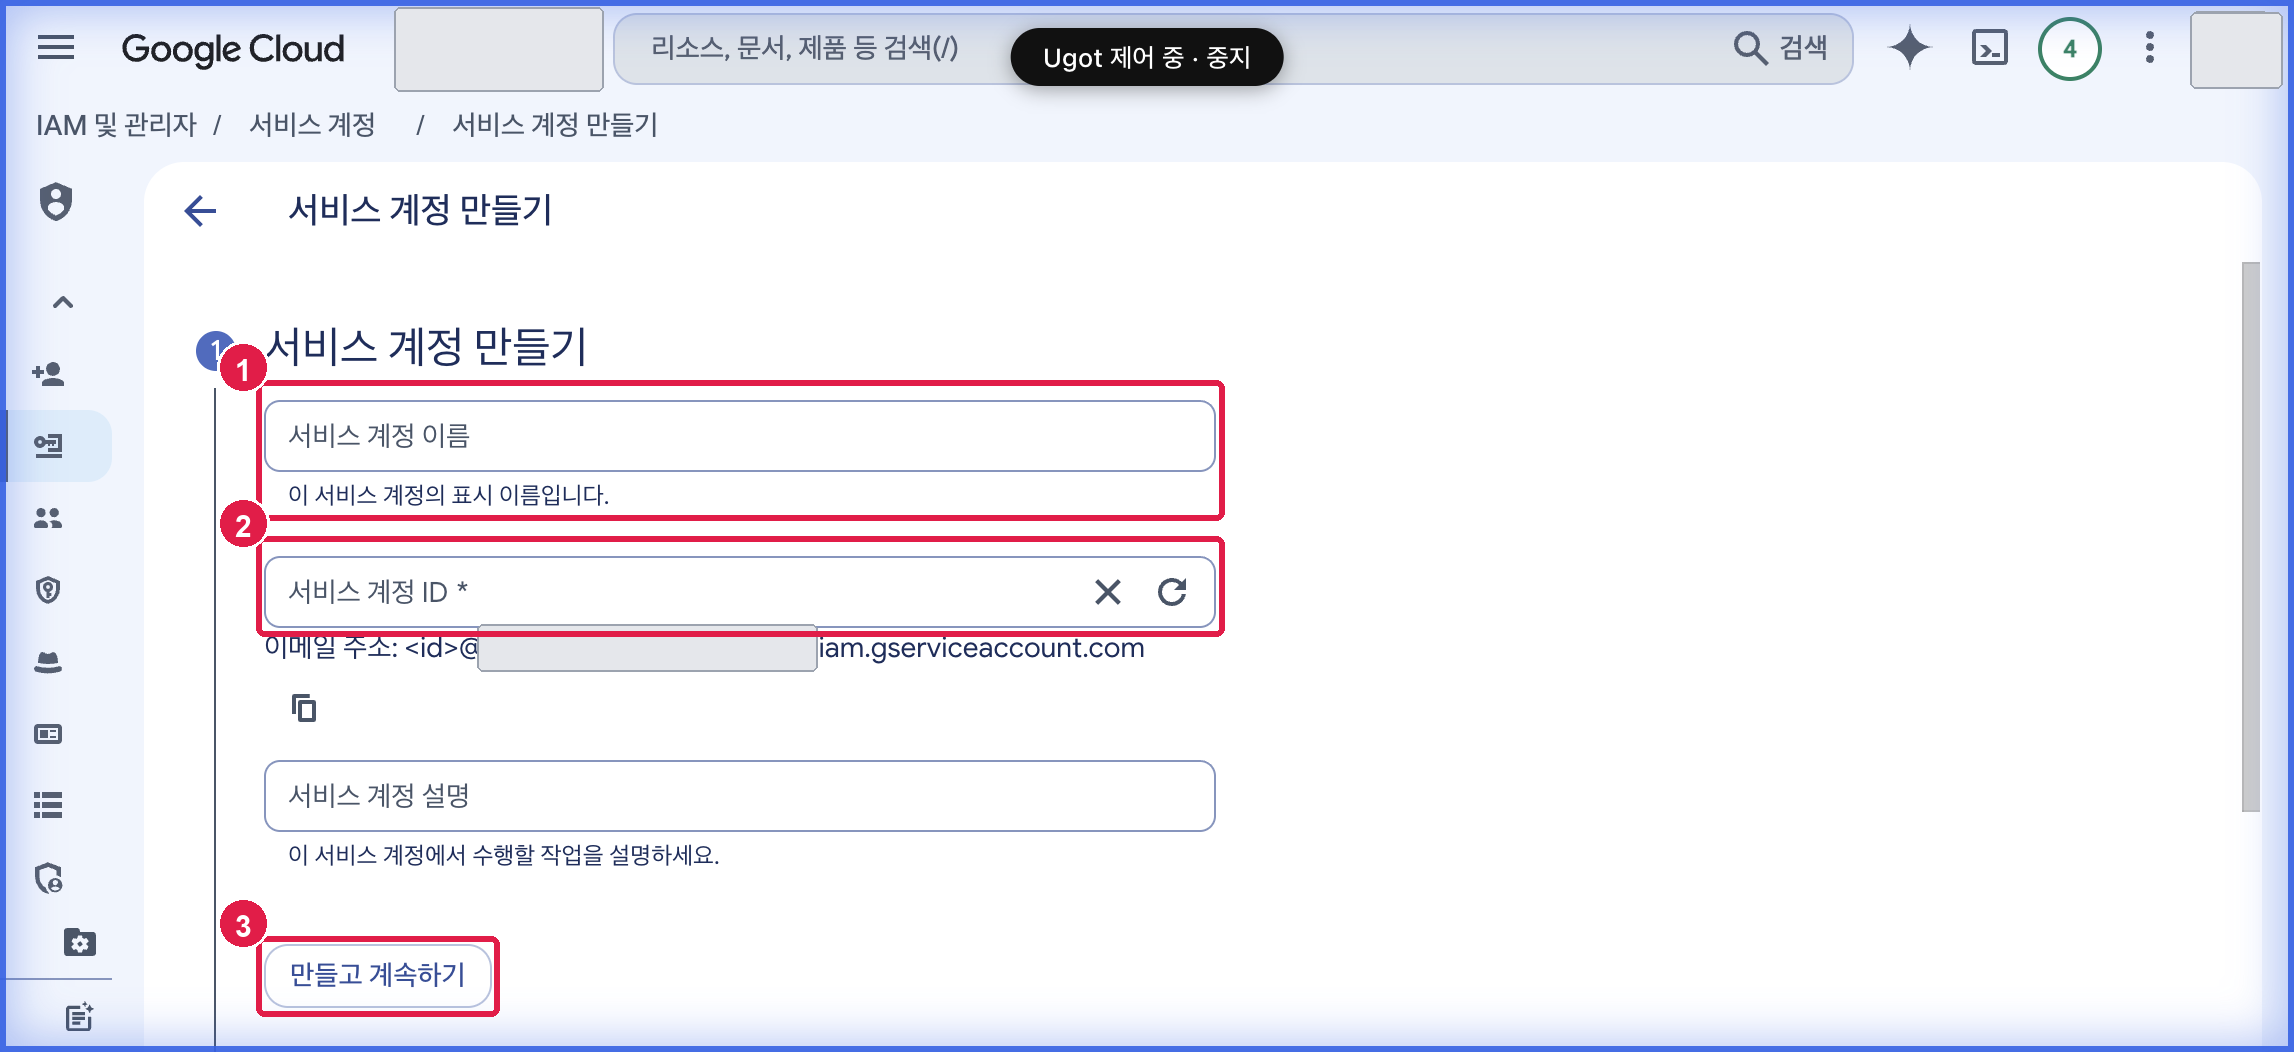 Google Cloud
리소스, 문서, 제품 등 검색(/)
Ugot 제어 중 · 중지
검색
4
IAM 및 관리자 / 서비스 계정 / 서비스 계정 만들기
서비스 계정 만들기
1 서비스 계정 만들기
1
서비스 계정 이름
이 서비스 계정의 표시 이름입니다.
2
서비스 계정 ID *
이메일 주소: <id>@ iam.gserviceaccount.com
서비스 계정 설명
이 서비스 계정에서 수행할 작업을 설명하세요.
3
만들고 계속하기